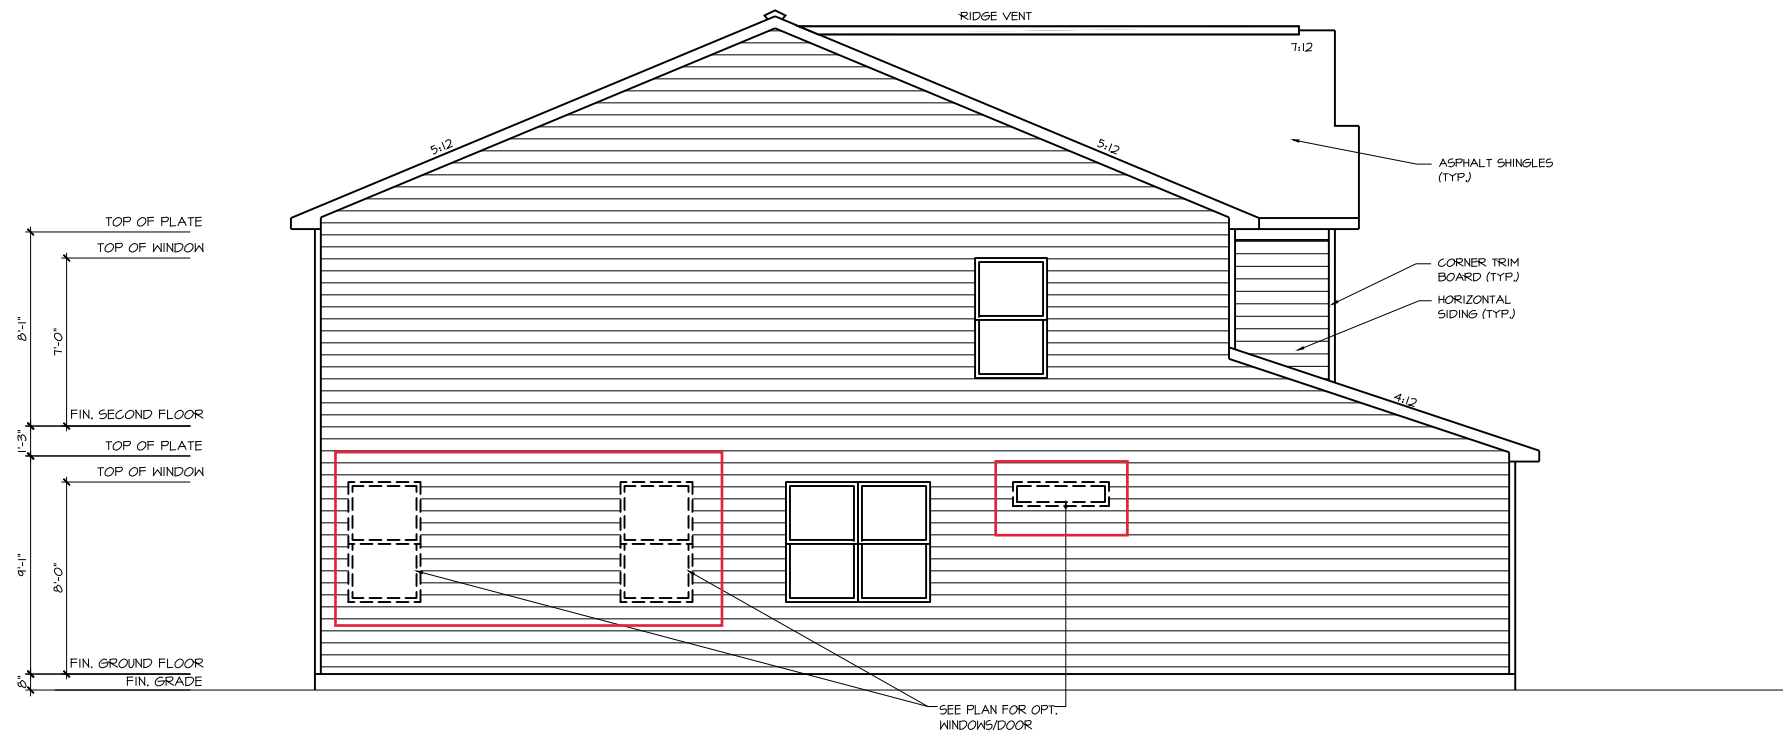 RIDGE VENT
7:12
5:12
5:12
ASPHALT SHINGLES
(TYP.)
TOP OF PLATE
TOP OF WINDOW
CORNER TRIM
BOARD (TYP.)
HORIZONTAL
SIDING (TYP.)
8'-1"
7'-0"
4:12
FIN. SECOND FLOOR
1'-3"
TOP OF PLATE
TOP OF WINDOW
9'-1"
8'-0"
FIN. GROUND FLOOR
8"
FIN. GRADE
SEE PLAN FOR OPT.
WINDOWS/DOOR